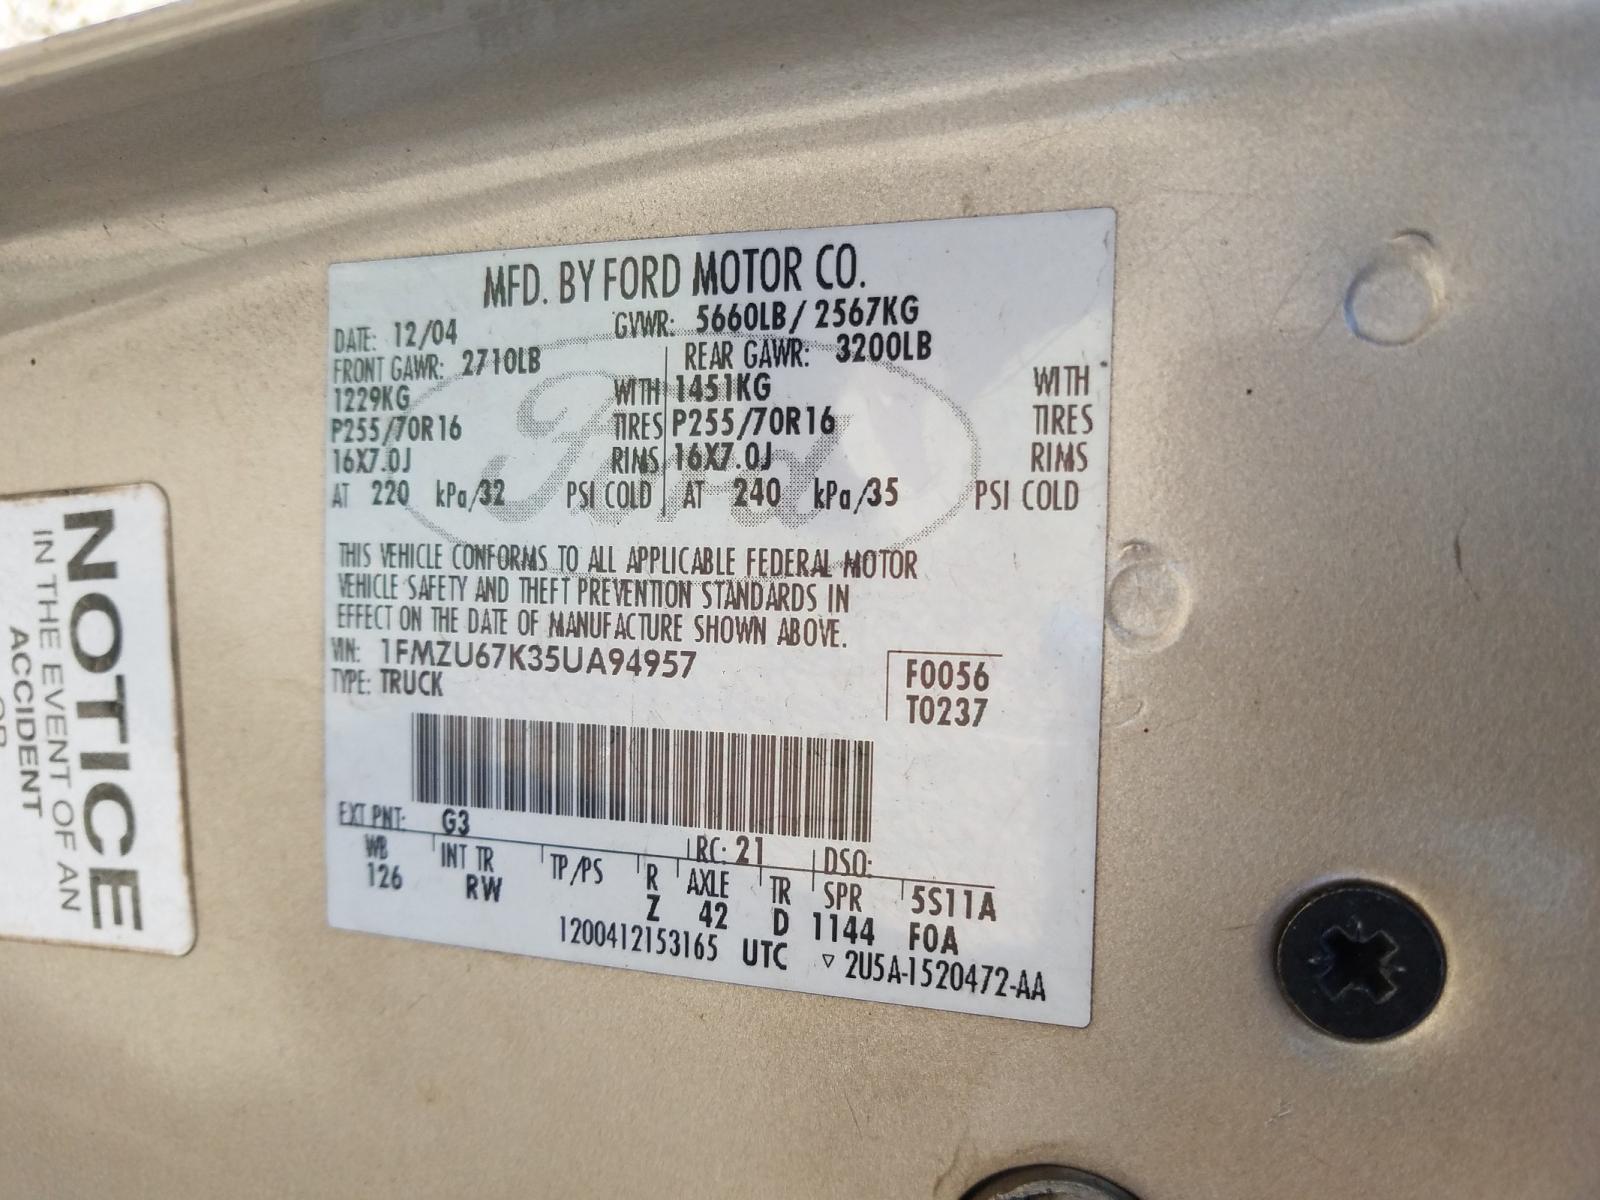 MFD. BY FORD MOTOR CO.
DATE: 12/04 GVWR: 5660LB/2567KG
FRONT GAWR: 2710LB REAR GAWR: 3200LB
1229KG WITH 1451KG WITH
P255/70R16 TIRES P255/70R16 TIRES
16X7.0J RIMS 16X7.0J RIMS
AT 220 kPa/32 PSI COLD AT 240 kPa/35 PSI COLD
Ford
THIS VEHICLE CONFORMS TO ALL APPLICABLE FEDERAL MOTOR
VEHICLE SAFETY AND THEFT PREVENTION STANDARDS IN
EFFECT ON THE DATE OF MANUFACTURE SHOWN ABOVE.
VIN: 1FMZU67K35UA94957
TYPE: TRUCK
F0056
T0237
EXT PNT: G3 RC: 21 DSO:
WB INT TR TP/PS R AXLE TR SPR 5S11A
126 RW Z 42 D 1144 FOA
1200412153165 UTC ▽ 2U5A-1520472-AA
NOTICE
IN THE EVENT OF AN
ACCIDENT
OR